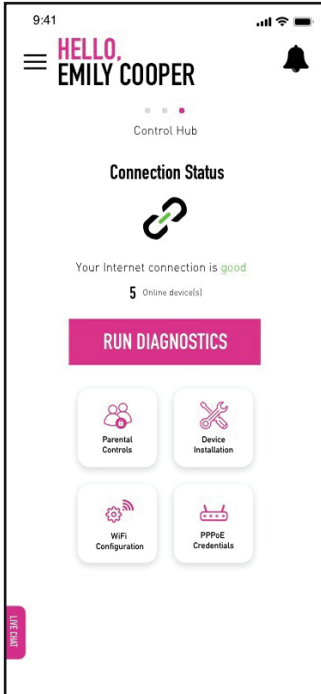 9:41
HELLO,
EMILY COOPER
Control Hub
Connection Status
Your Internet connection is good
5 Online device(s)
RUN DIAGNOSTICS
Parental
Controls
Device
Installation
WiFi
Configuration
PPPoE
Credentials
LIVE CHAT